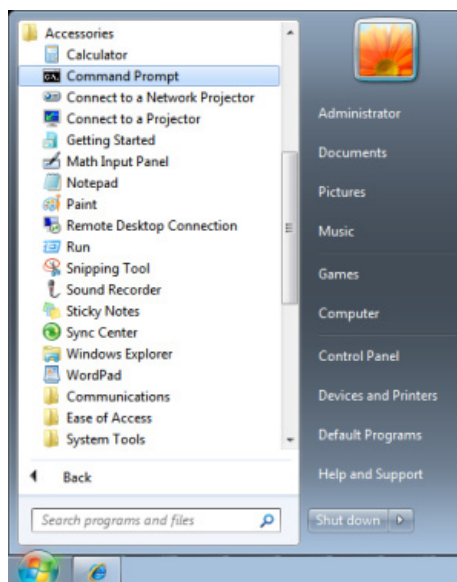 Accessories
Calculator
Command Prompt
Connect to a Network Projector
Connect to a Projector
Getting Started
Math Input Panel
Notepad
Paint
Remote Desktop Connection
Run
Snipping Tool
Sound Recorder
Sticky Notes
Sync Center
Windows Explorer
WordPad
Communications
Ease of Access
System Tools
Back
Search programs and files
Administrator
Documents
Pictures
Music
Games
Computer
Control Panel
Devices and Printers
Default Programs
Help and Support
Shut down